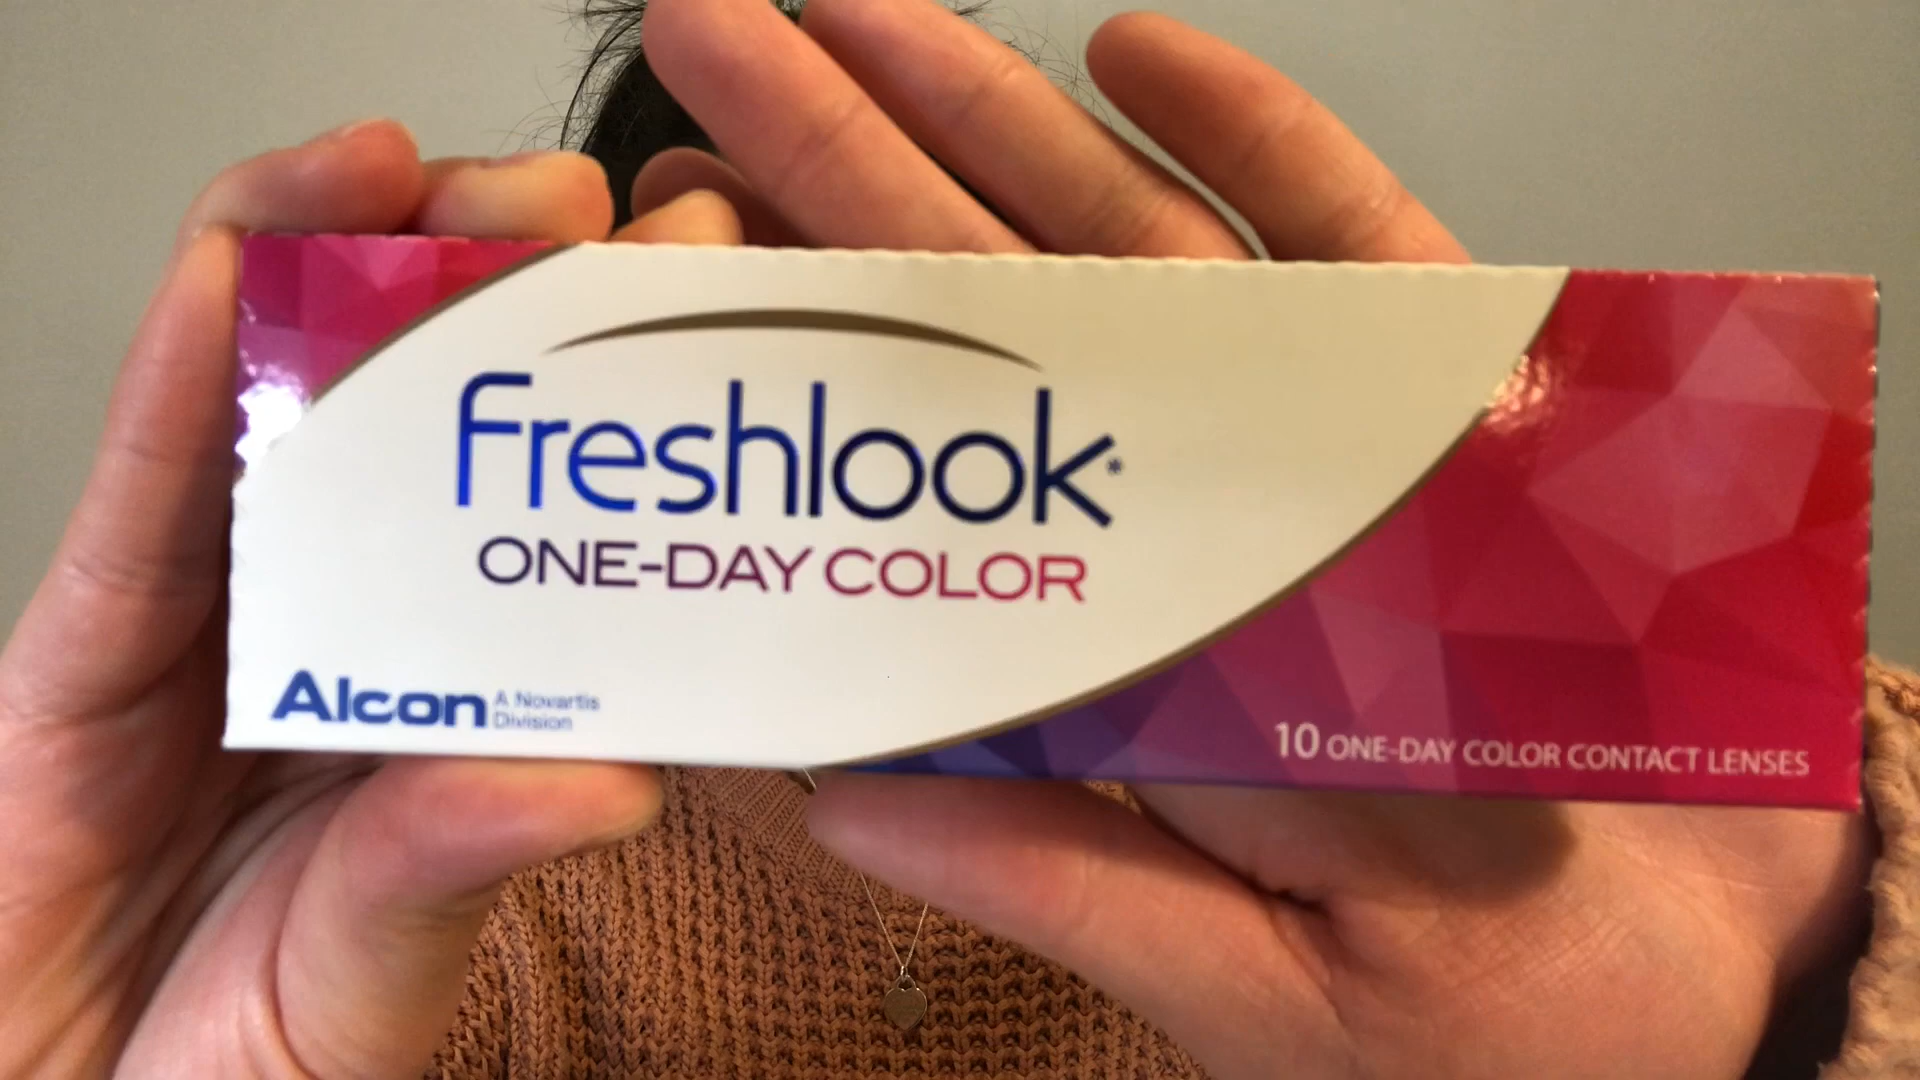 freshlook*
ONE-DAY COLOR
Alcon A Novartis
Division
10 ONE-DAY COLOR CONTACT LENSES